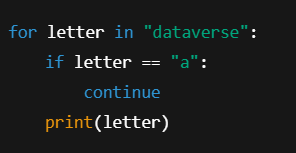 for letter in "dataverse":
    if letter == "a":
        continue
    print(letter)